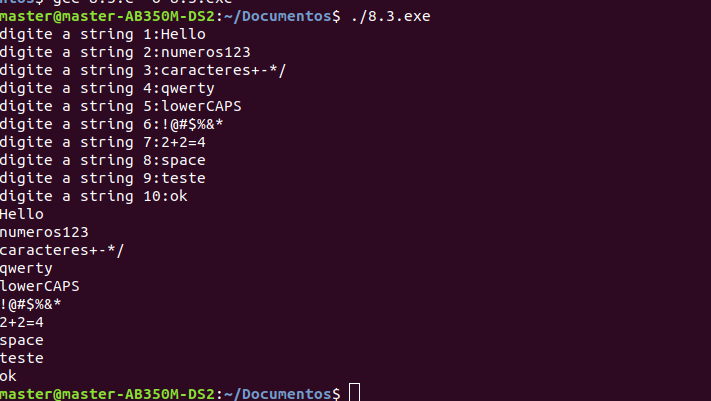 master@master-AB350M-DS2:~/Documentos$ ./8.3.exe
digite a string 1:Hello
digite a string 2:numeros123
digite a string 3:caracteres+-*/
digite a string 4:qwerty
digite a string 5:lowerCAPS
digite a string 6:!@#$%&*
digite a string 7:2+2=4
digite a string 8:space
digite a string 9:teste
digite a string 10:ok
Hello
numeros123
caracteres+-*/
qwerty
lowerCAPS
!@#$%&*
2+2=4
space
teste
ok
master@master-AB350M-DS2:~/Documentos$